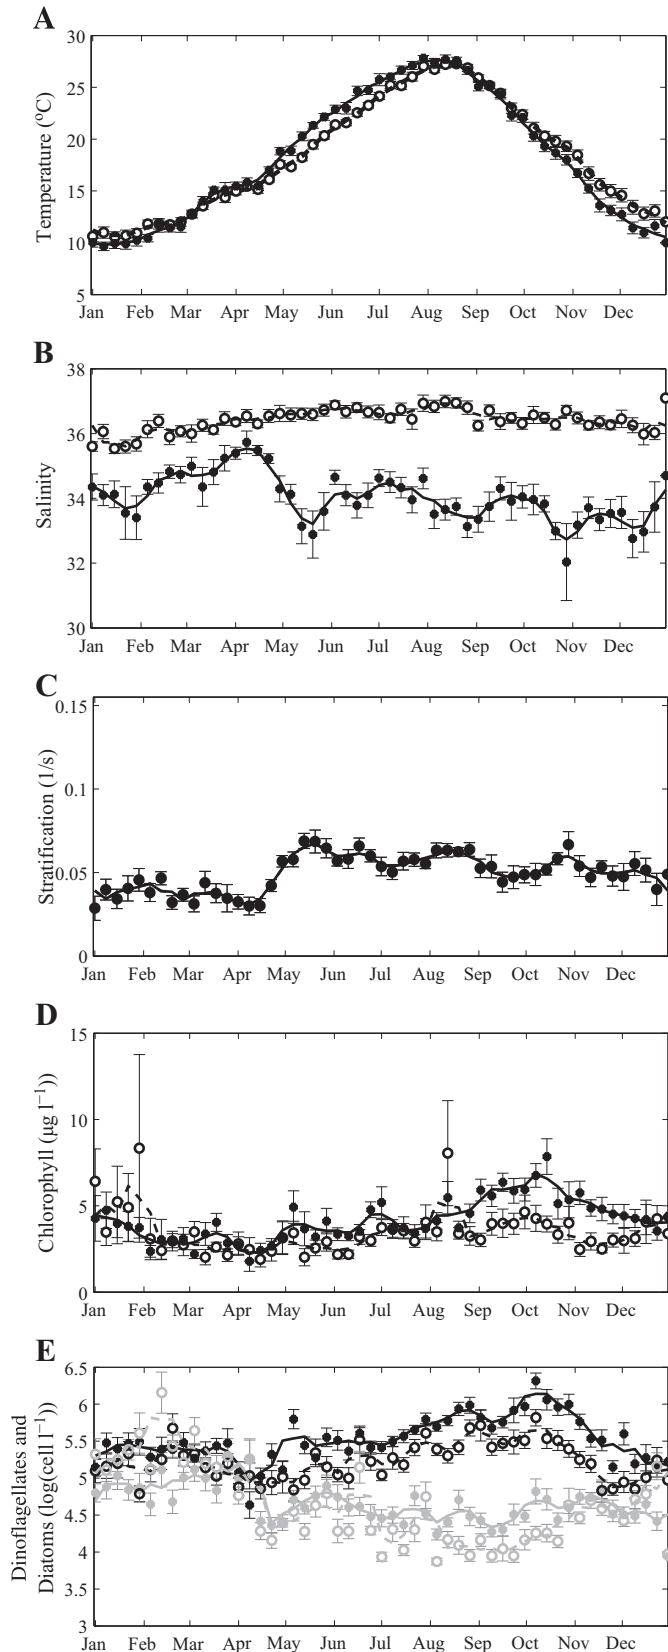 A
30
25
20
15
10
5
Temperature (°C)
Jan Feb Mar Apr May Jun Jul Aug Sep Oct Nov Dec
B
38
36
34
32
30
Salinity
Jan Feb Mar Apr May Jun Jul Aug Sep Oct Nov Dec
C
0.15
0.1
0.05
0
Stratification (1/s)
Jan Feb Mar Apr May Jun Jul Aug Sep Oct Nov Dec
D
15
10
5
0
Chlorophyll (µg l⁻¹))
Jan Feb Mar Apr May Jun Jul Aug Sep Oct Nov Dec
E
6.5
6
5.5
5
4.5
4
3.5
3
Dinoflagellates and
Diatoms (log(cell l⁻¹))
Jan Feb Mar Apr May Jun Jul Aug Sep Oct Nov Dec